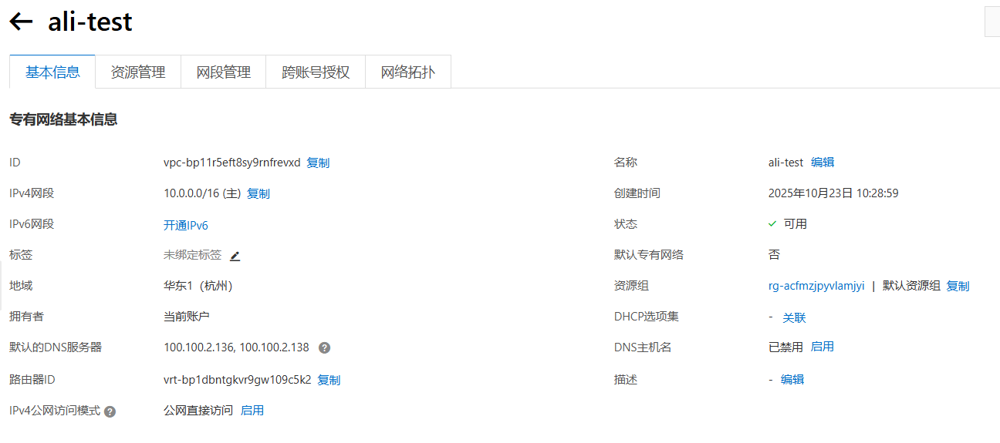 ali-test
基本信息 资源管理 网段管理 跨账号授权 网络拓扑
专有网络基本信息
ID vpc-bp11r5eft8sy9rnfrevxd 复制 名称 ali-test 编辑
IPv4网段 10.0.0.0/16 (主) 复制 创建时间 2025年10月23日 10:28:59
IPv6网段 开通IPv6 状态 可用
标签 未绑定标签 默认专有网络 否
地域 华东1（杭州） 资源组 rg-acfmzjpyvlamjyi | 默认资源组 复制
拥有者 当前账户 DHCP选项集 - 关联
默认的DNS服务器 100.100.2.136, 100.100.2.138 DNS主机名 已禁用 启用
路由器ID vrt-bp1dbntgkvr9gw109c5k2 复制 描述 - 编辑
IPv4公网访问模式 公网直接访问 启用